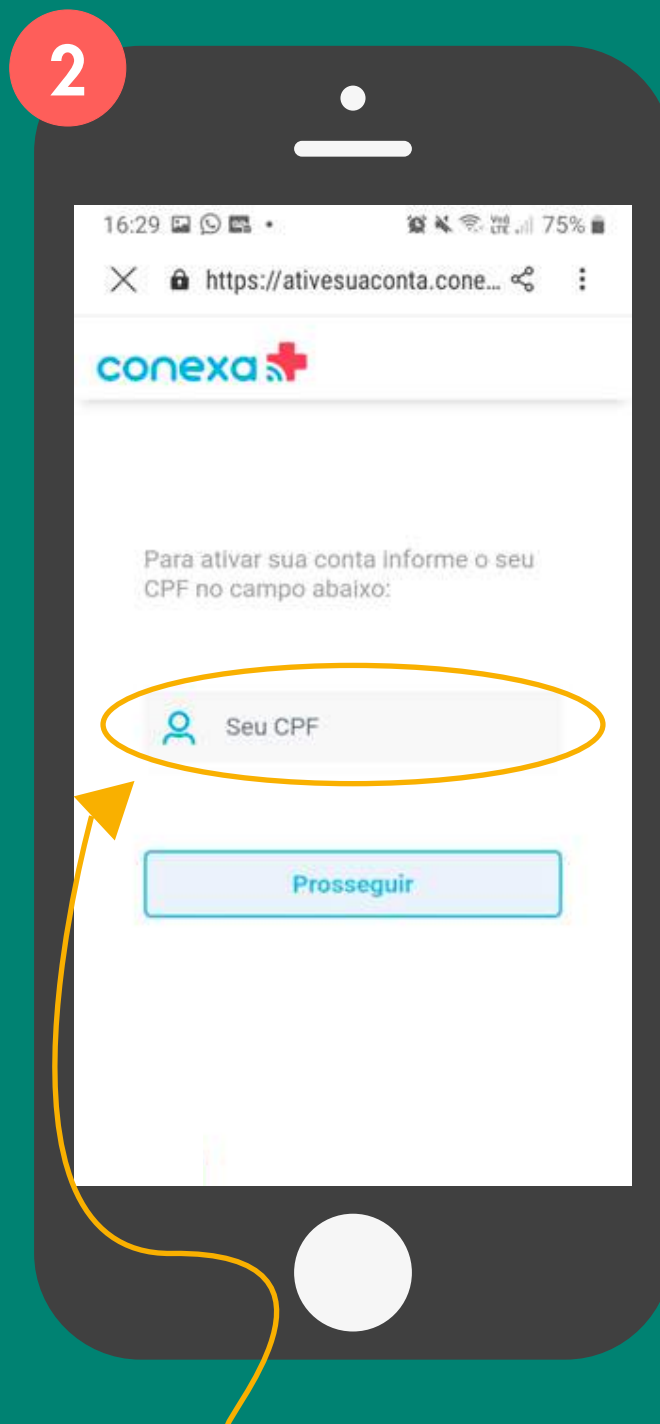 2
16:29 75%
https://ativesuaconta.cone...
conexa
Para ativar sua conta informe o seu
CPF no campo abaixo:
Seu CPF
Prosseguir